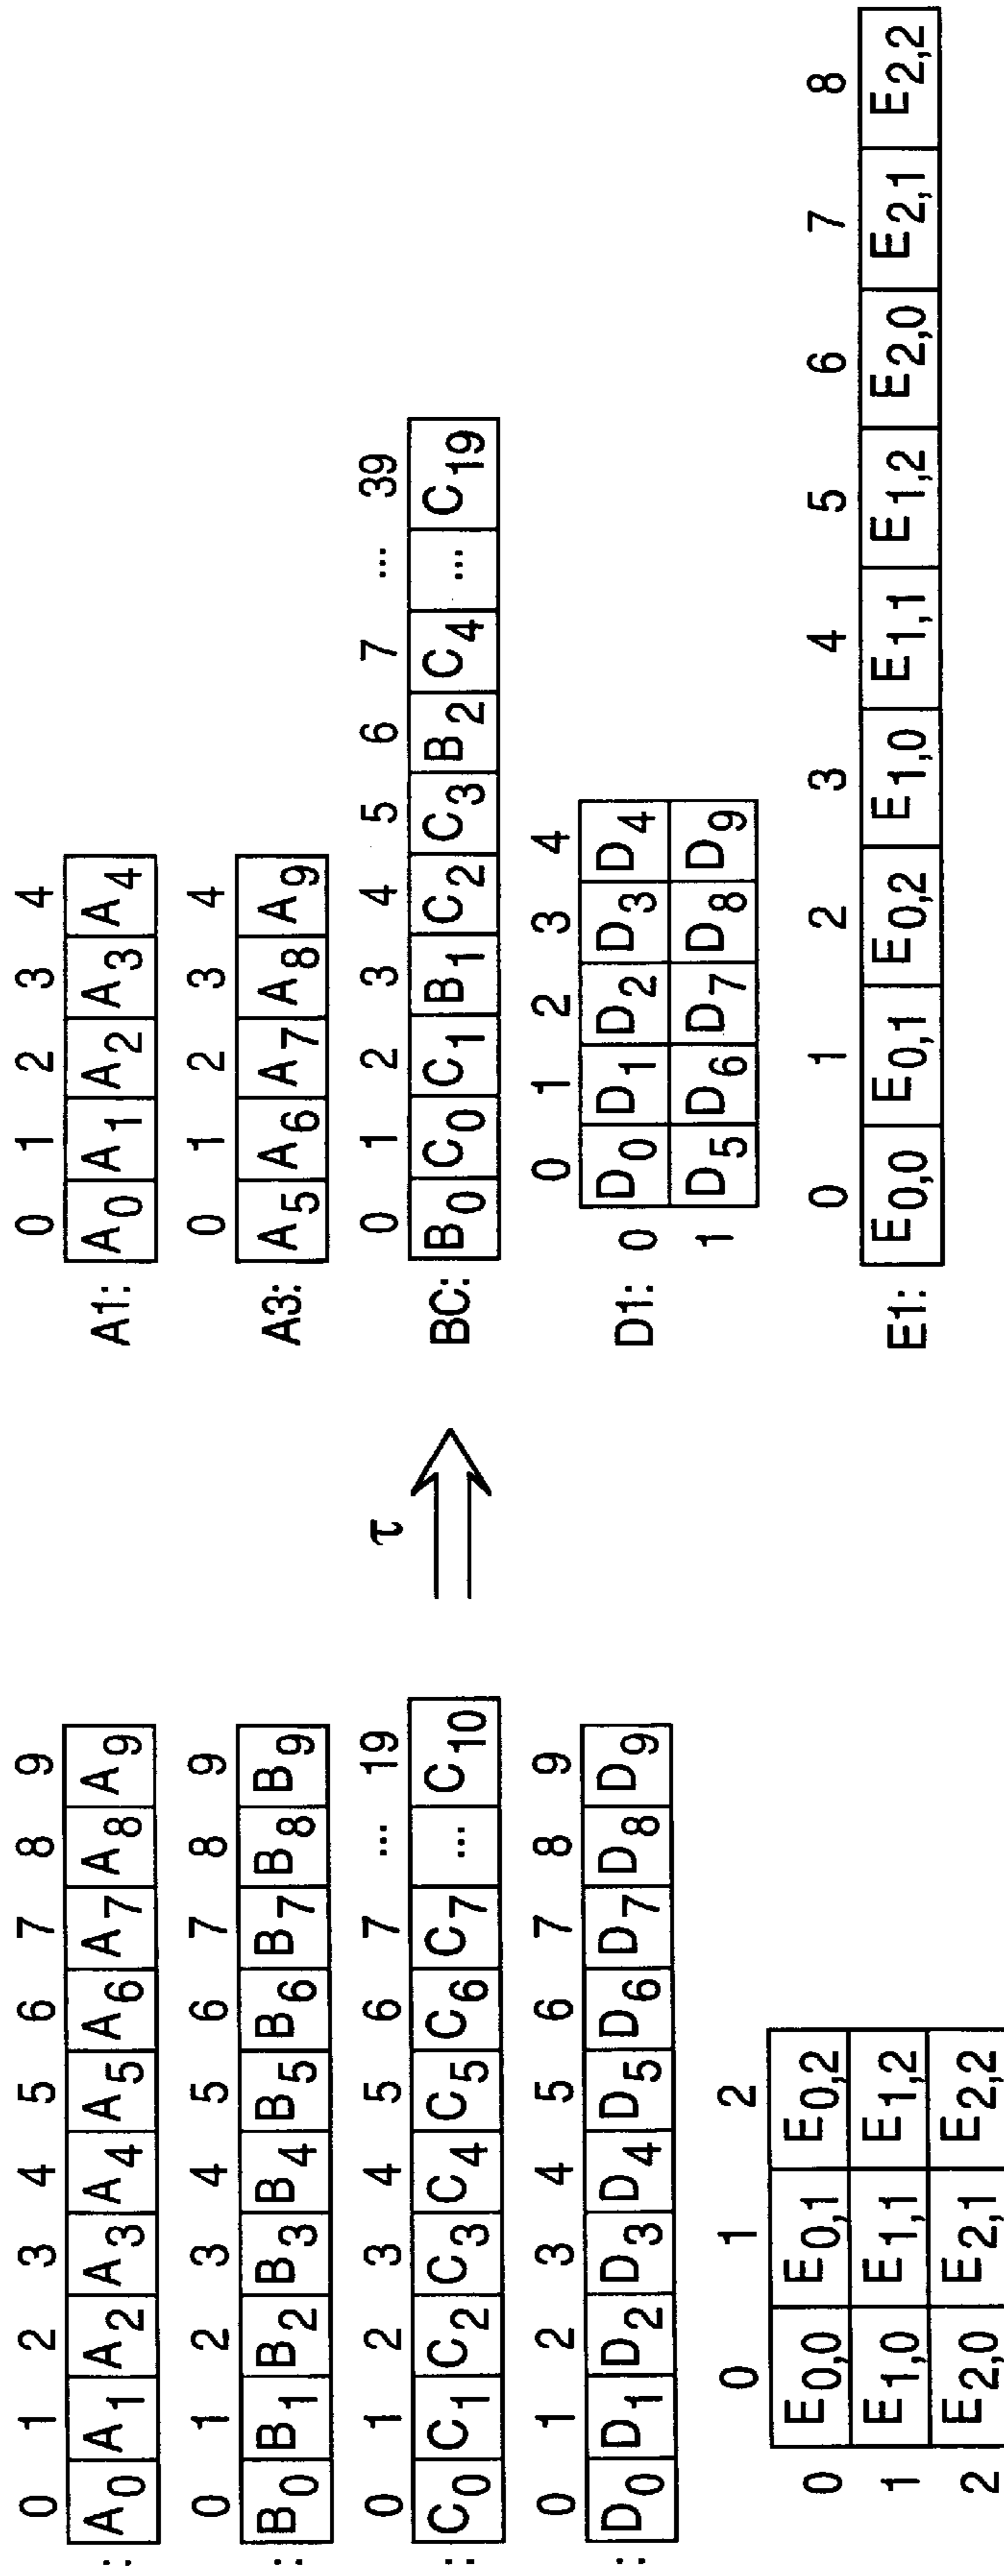 0 1 2 3 4 5 6 7 8 9
: A0 A1 A2 A3 A4 A5 A6 A7 A8 A9
0 1 2 3 4 5 6 7 8 9
: B0 B1 B2 B3 B4 B5 B6 B7 B8 B9
0 1 2 3 4 5 6 7 ... 19
: C0 C1 C2 C3 C4 C5 C6 C7 ... C10
0 1 2 3 4 5 6 7 8 9
: D0 D1 D2 D3 D4 D5 D6 D7 D8 D9
0 1 2
0 E0,0 E0,1 E0,2
1 E1,0 E1,1 E1,2
2 E2,0 E2,1 E2,2
τ
0 1 2 3 4
A1: A0 A1 A2 A3 A4
0 1 2 3 4
A3: A5 A6 A7 A8 A9
0 1 2 3 4 5 6 7 ... 39
BC: B0 C0 C1 B1 C2 C3 B2 C4 ... C19
0 1 2 3 4
D1: 0 D0 D1 D2 D3 D4
1 D5 D6 D7 D8 D9
0 1 2 3 4 5 6 7 8
E1: E0,0 E0,1 E0,2 E1,0 E1,1 E1,2 E2,0 E2,1 E2,2